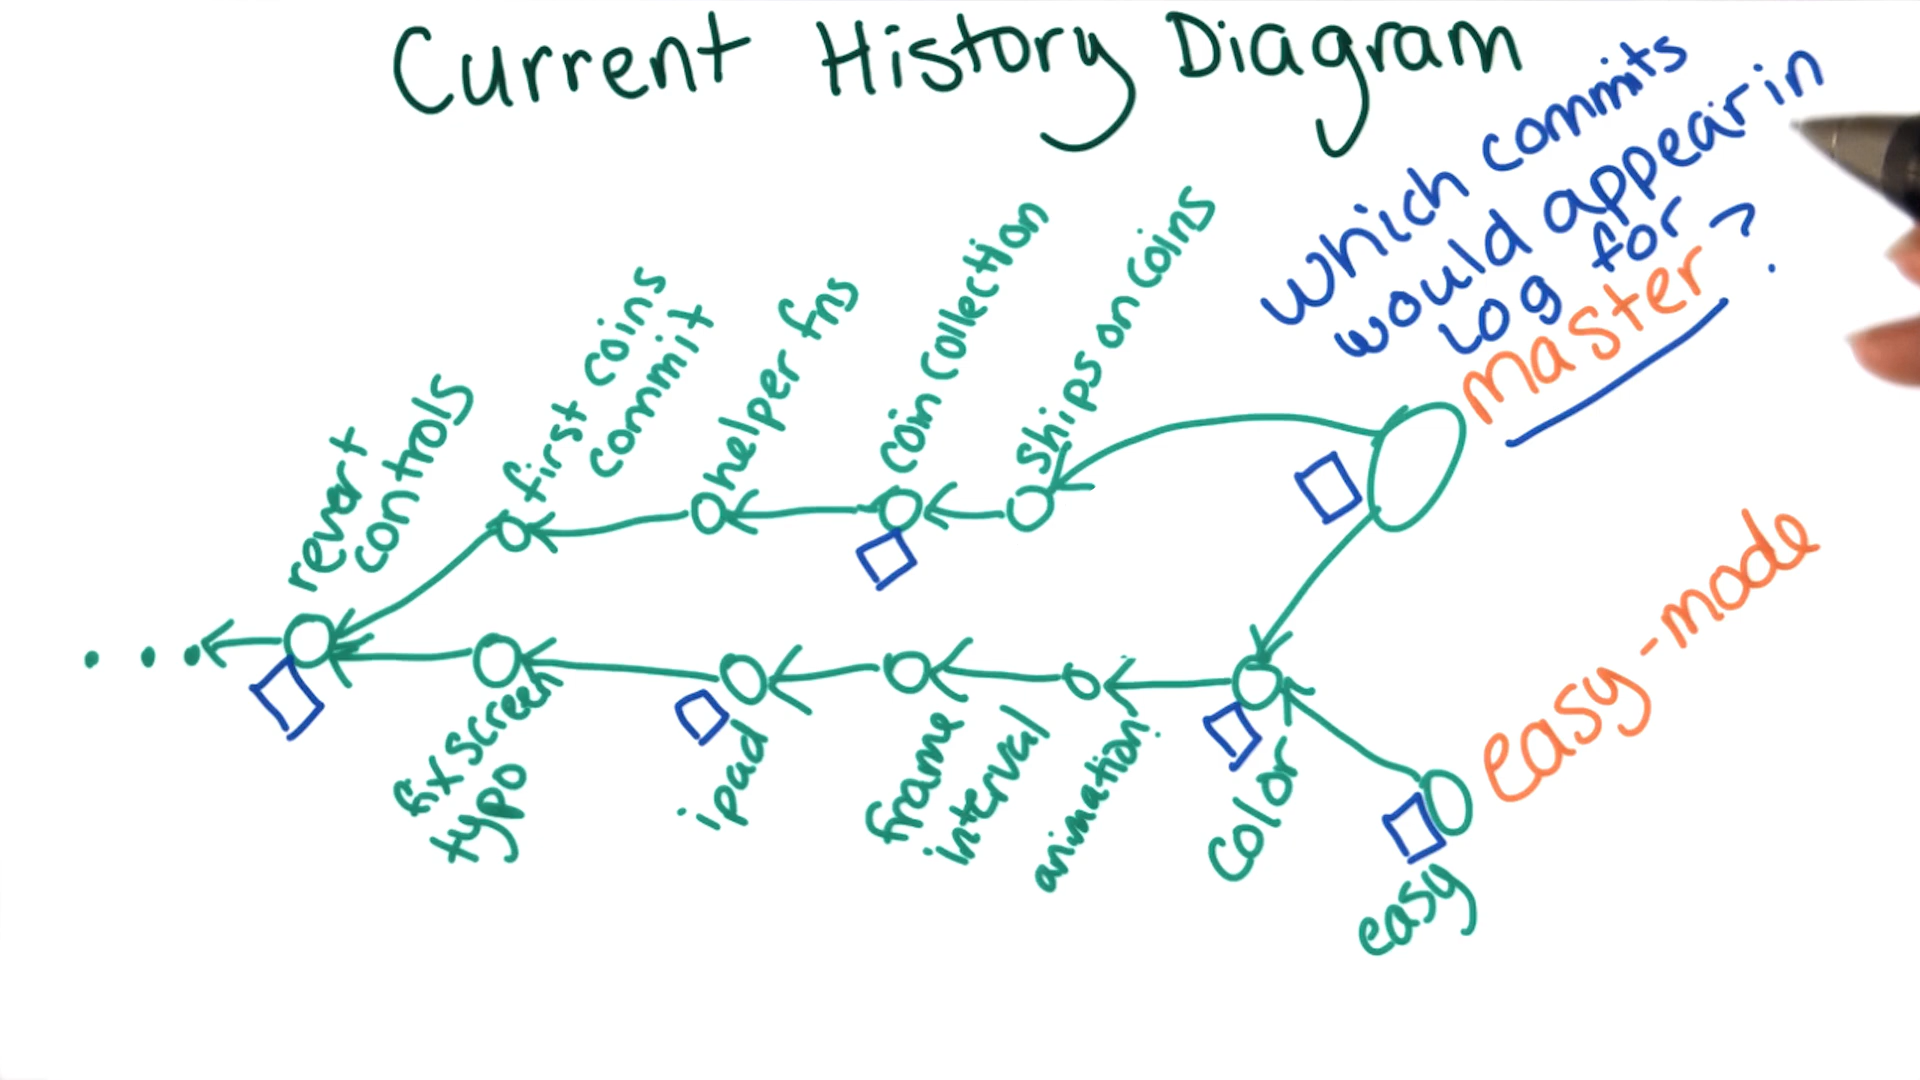 Current History Diagram
Which commits
would appear in
log for
master?
revert
controls
first coins
commit
helper fns
coin collection
ships on coins
fix screen
typo
ipad
frame
interval
animation
color
easy
easy-mode